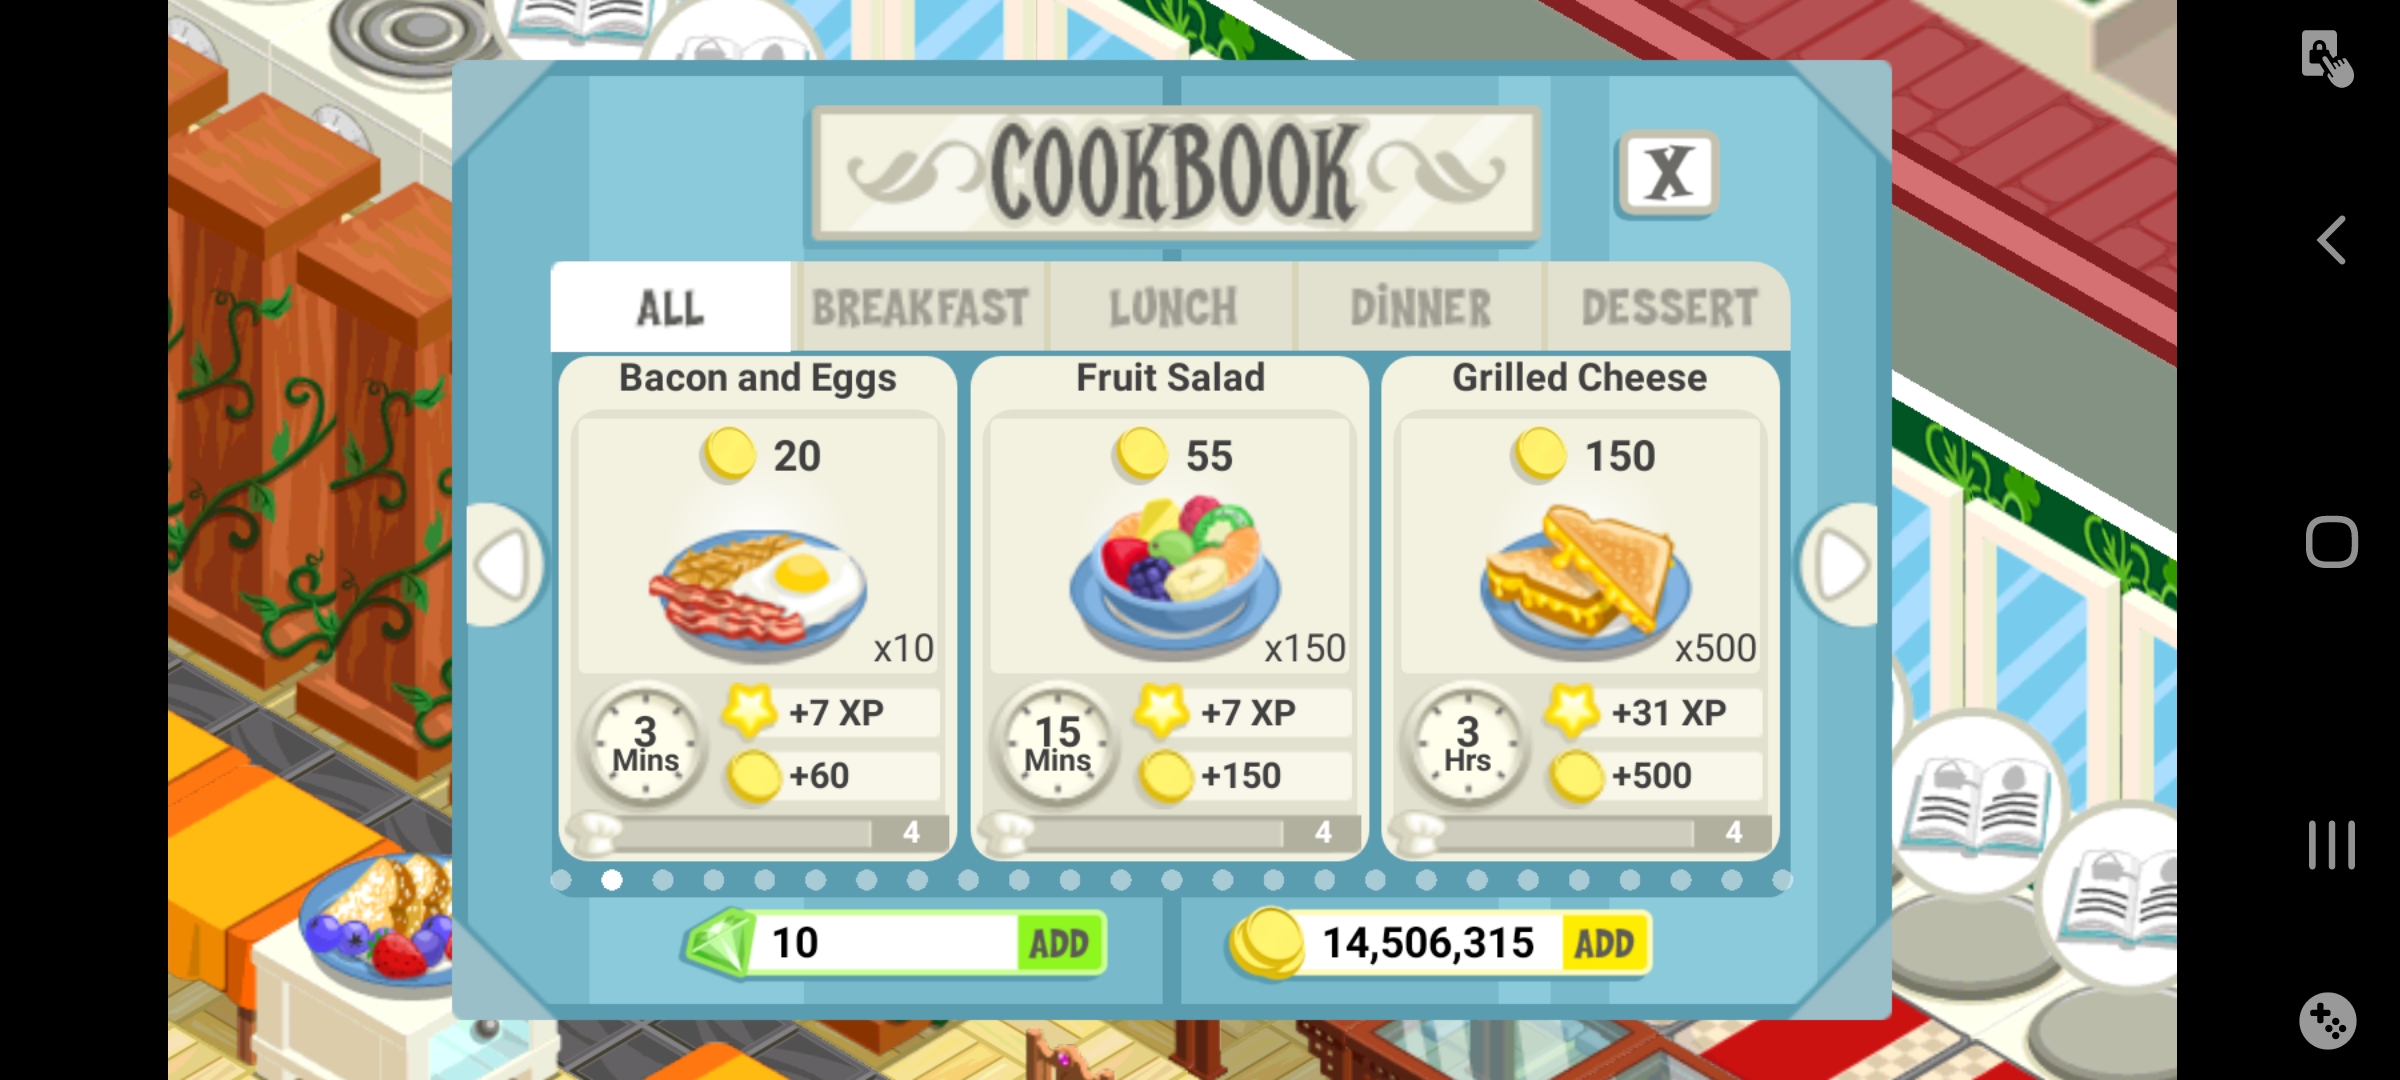 COOKBOOK
X
ALL BREAKFAST LUNCH DINNER DESSERT
Bacon and Eggs
20
x10
3 Mins
+7 XP
+60
4
Fruit Salad
55
x150
15 Mins
+7 XP
+150
4
Grilled Cheese
150
x500
3 Hrs
+31 XP
+500
4
10 ADD
14,506,315 ADD